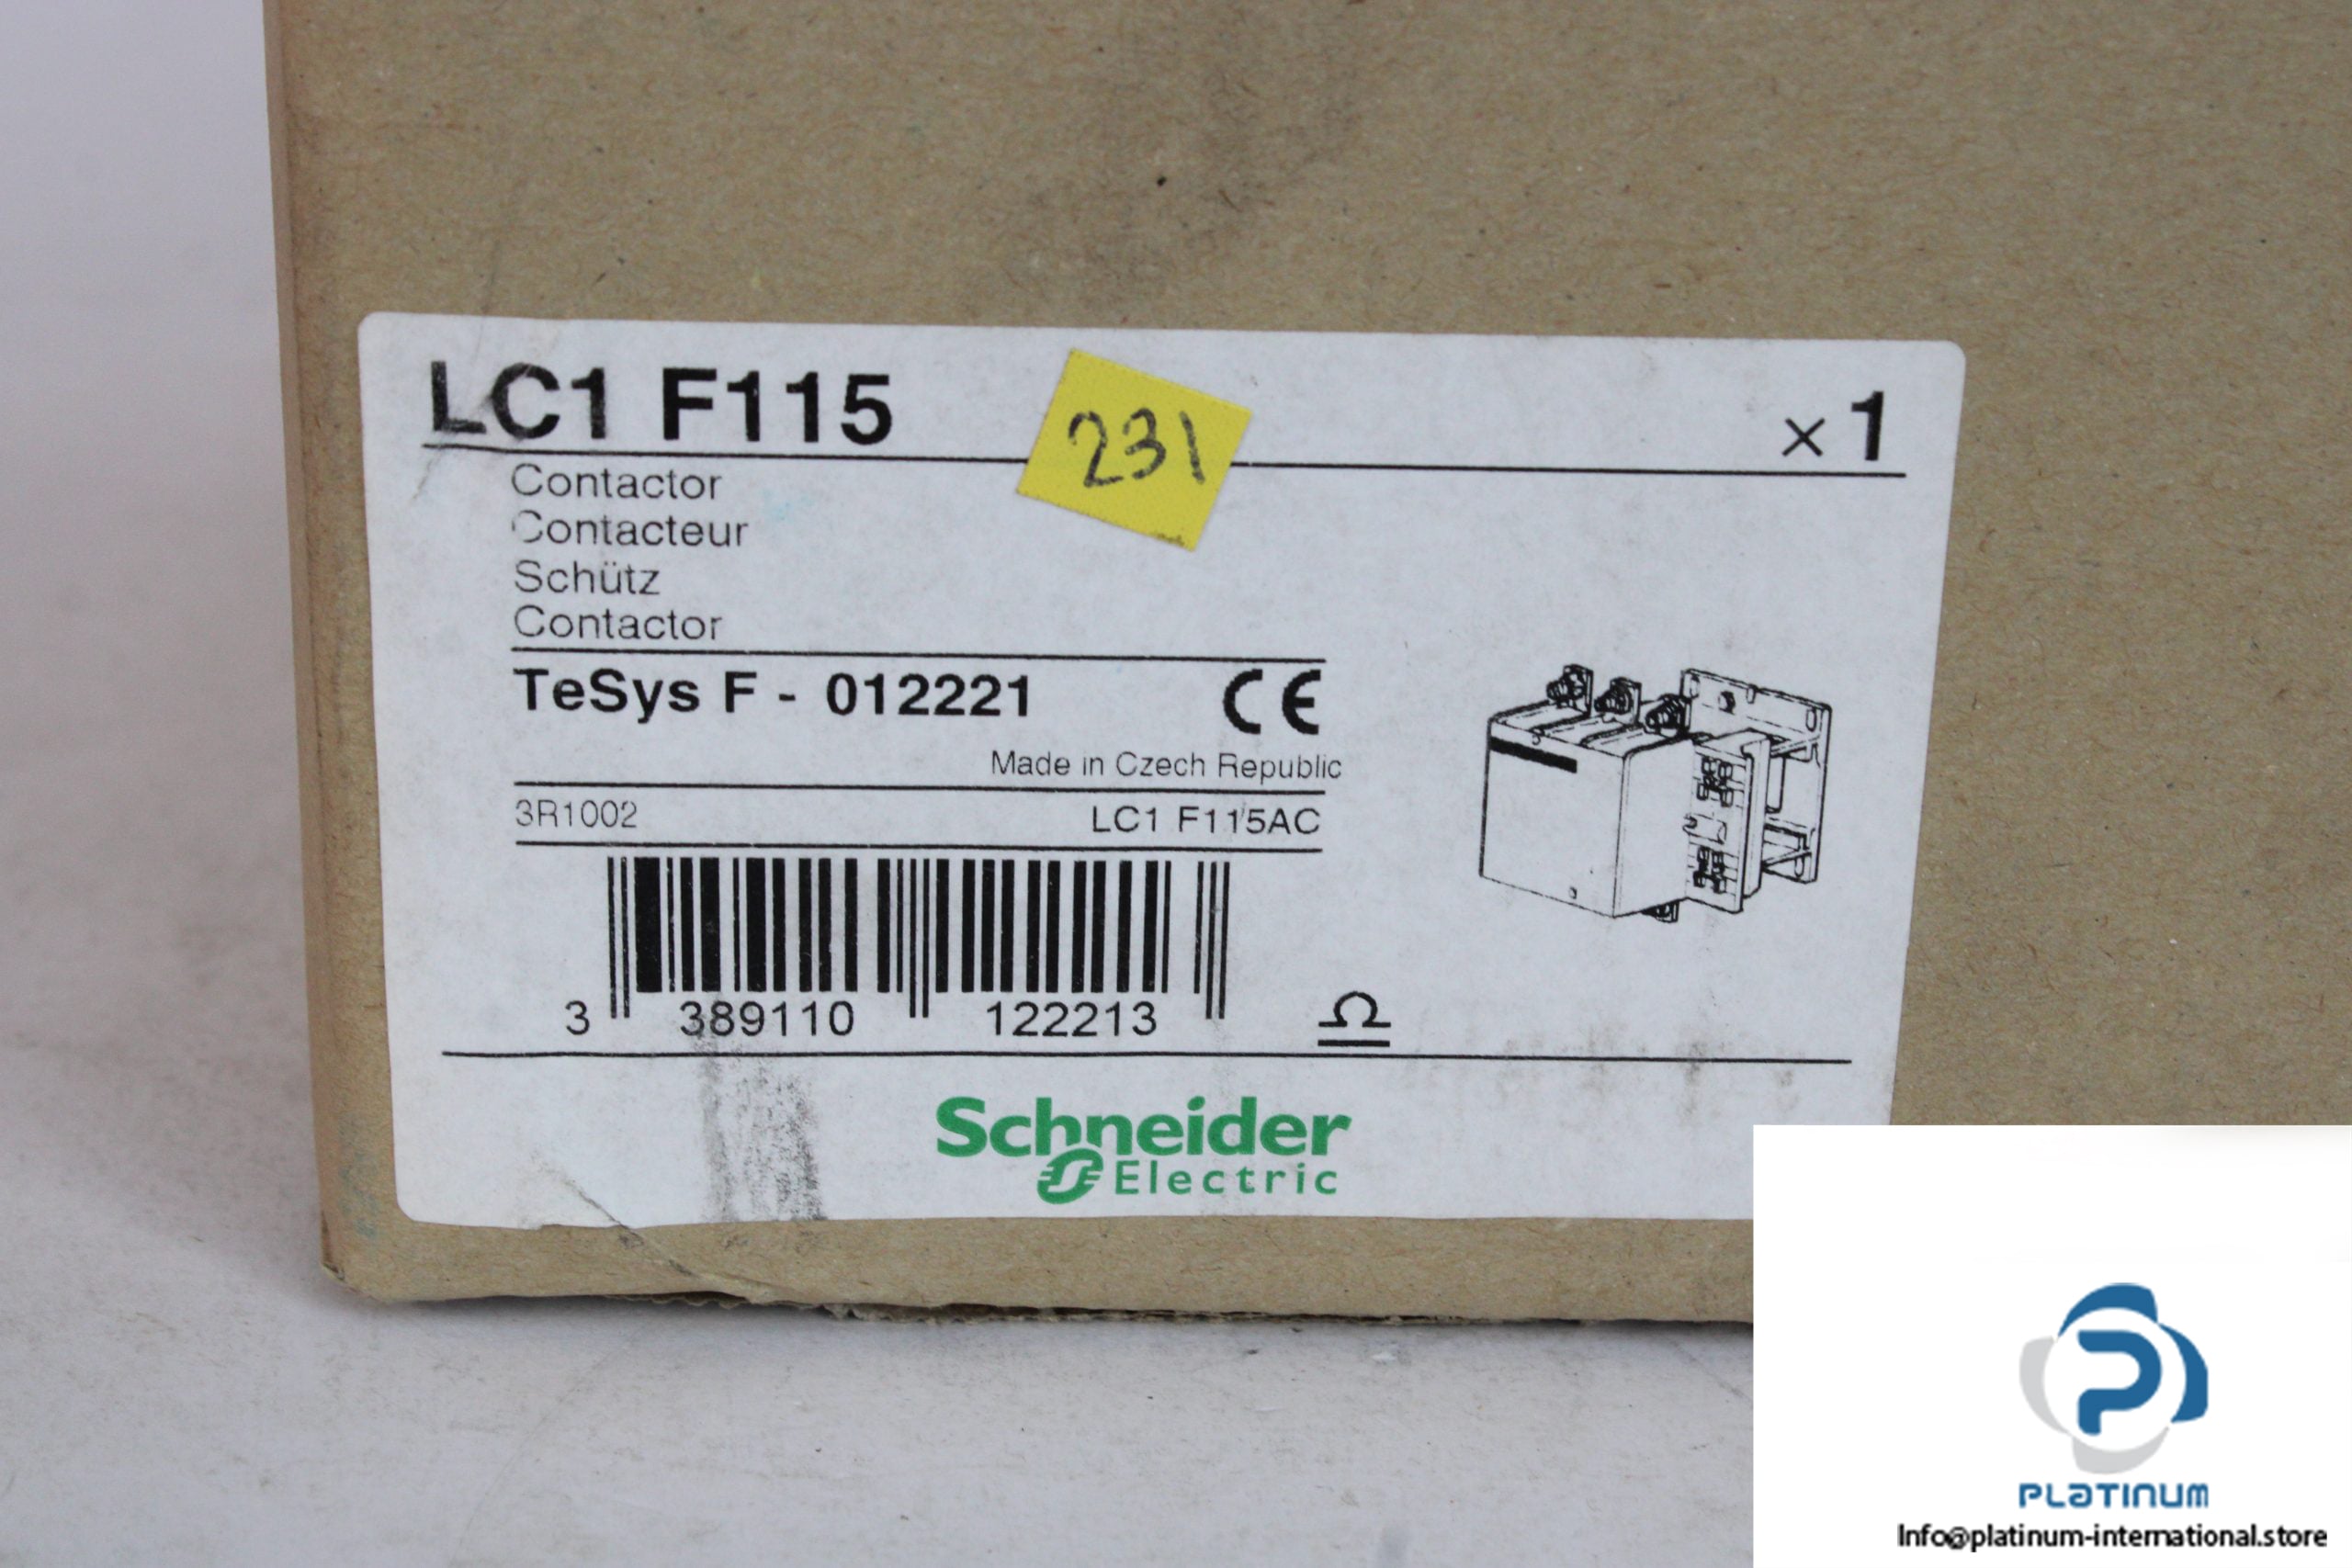 LC1 F115
231
× 1
Contactor
Contacteur
Schütz
Contactor
TeSys F - 012221
CE
Made in Czech Republic
3R1002
LC1 F115AC
3 389110 122213
Schneider
Electric
PLATINUM
Info@platinum-international.store